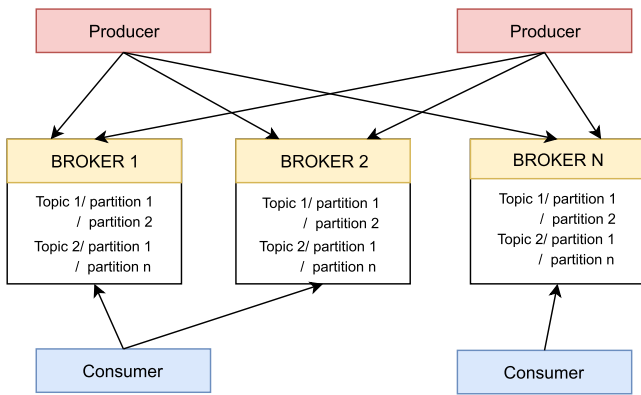 Producer
Producer
BROKER 1
Topic 1/ partition 1
/ partition 2
Topic 2/ partition 1
/ partition n
BROKER 2
Topic 1/ partition 1
/ partition 2
Topic 2/ partition 1
/ partition n
BROKER N
Topic 1/ partition 1
/ partition 2
Topic 2/ partition 1
/ partition n
Consumer
Consumer